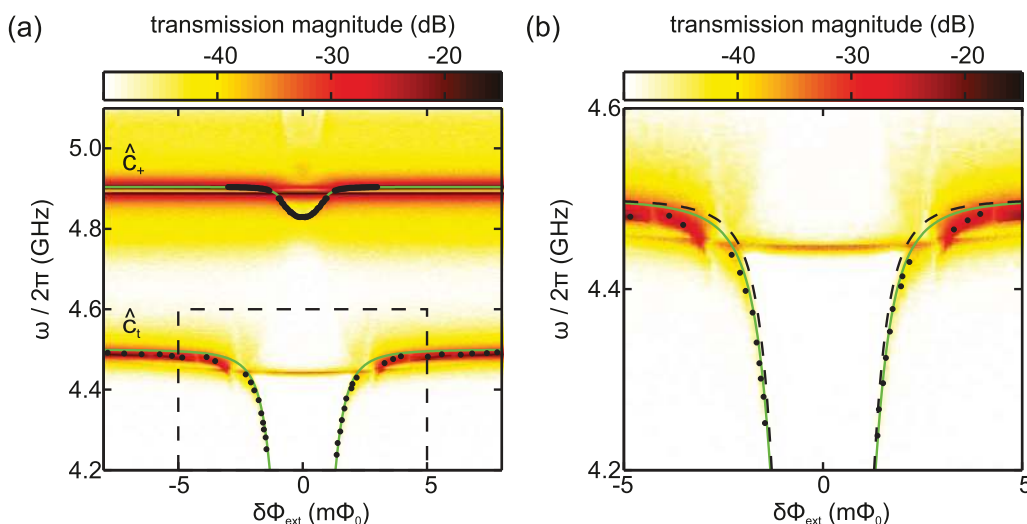 (a)
transmission magnitude (dB)
-40 -30 -20
5.0
4.8
4.6
4.4
4.2
ω / 2π (GHz)
ĉ₊
ĉₜ
-5 0 5
δΦₑₓₜ (mΦ₀)
(b)
transmission magnitude (dB)
-40 -30 -20
4.6
4.4
4.2
ω / 2π (GHz)
-5 0 5
δΦₑₓₜ (mΦ₀)